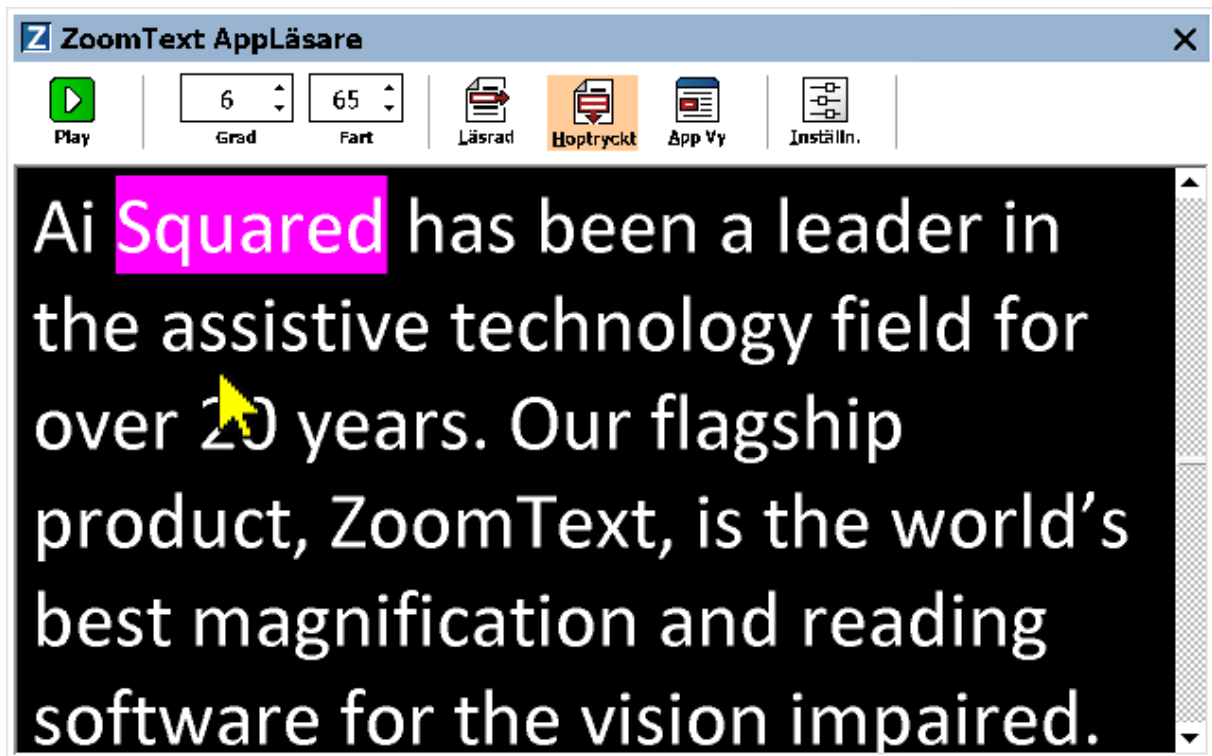 Z ZoomText AppLäsare
6 65
Play Grad Fart Läsrad Hoptryckt App Vy Inställn.
Ai Squared has been a leader in
the assistive technology field for
over 20 years. Our flagship
product, ZoomText, is the world’s
best magnification and reading
software for the vision impaired.